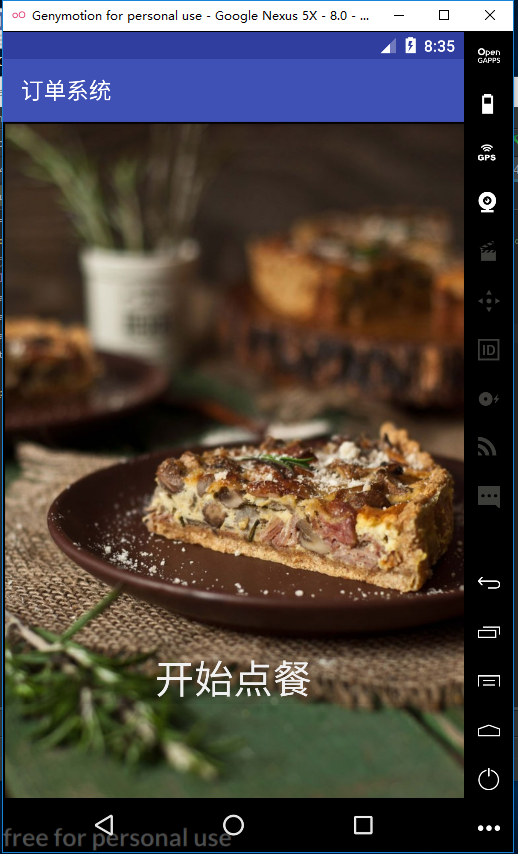 Genymotion for personal use - Google Nexus 5X - 8.0 - ...
8:35
订单系统
Open
GAPPS
GPS
ID
开始点餐
free for personal use